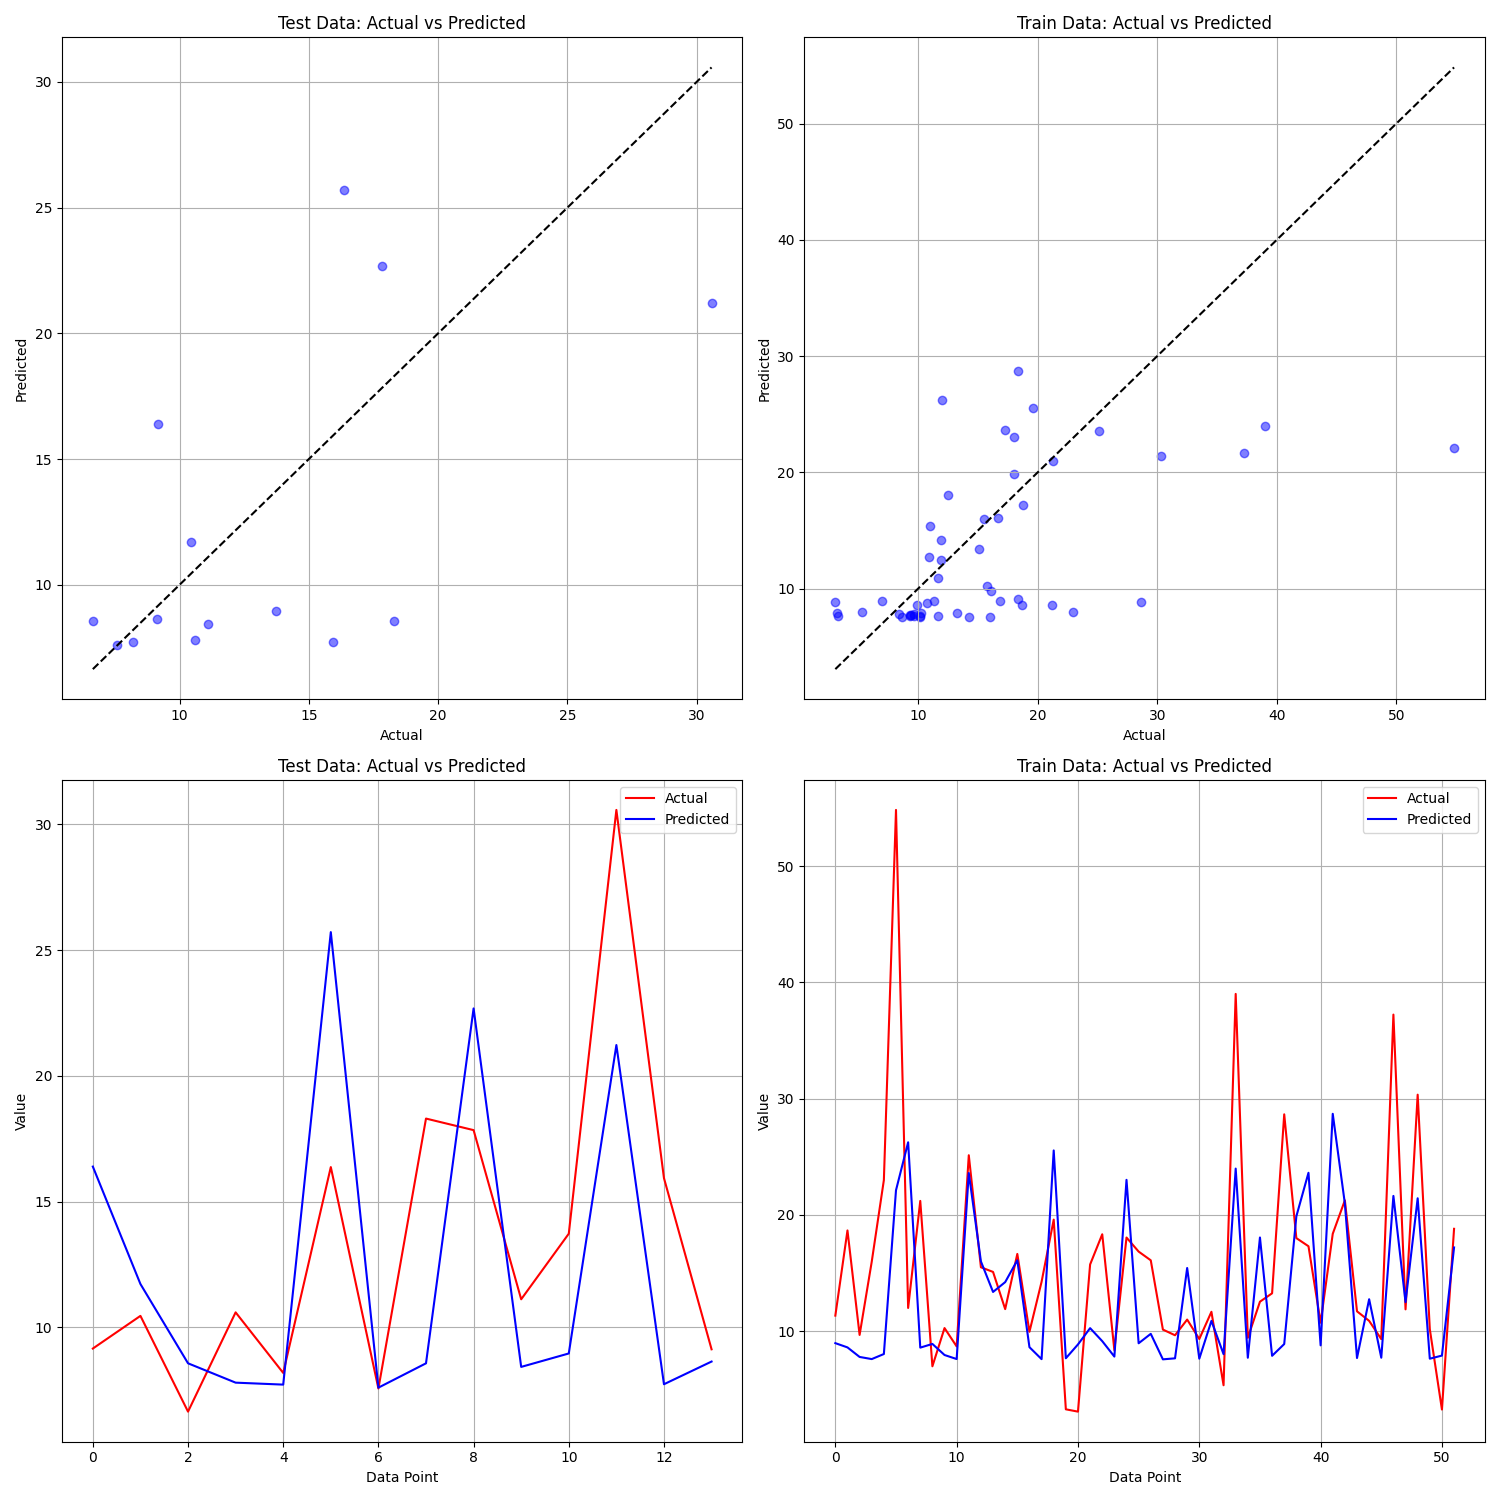 Test Data: Actual vs Predicted
30
25
20
15
10
Predicted
10 15 20 25 30
Actual
Train Data: Actual vs Predicted
50
40
30
20
10
Predicted
10 20 30 40 50
Actual
Test Data: Actual vs Predicted
Actual
Predicted
30
25
20
15
10
Value
0 2 4 6 8 10 12
Data Point
Train Data: Actual vs Predicted
Actual
Predicted
50
40
30
20
10
Value
0 10 20 30 40 50
Data Point